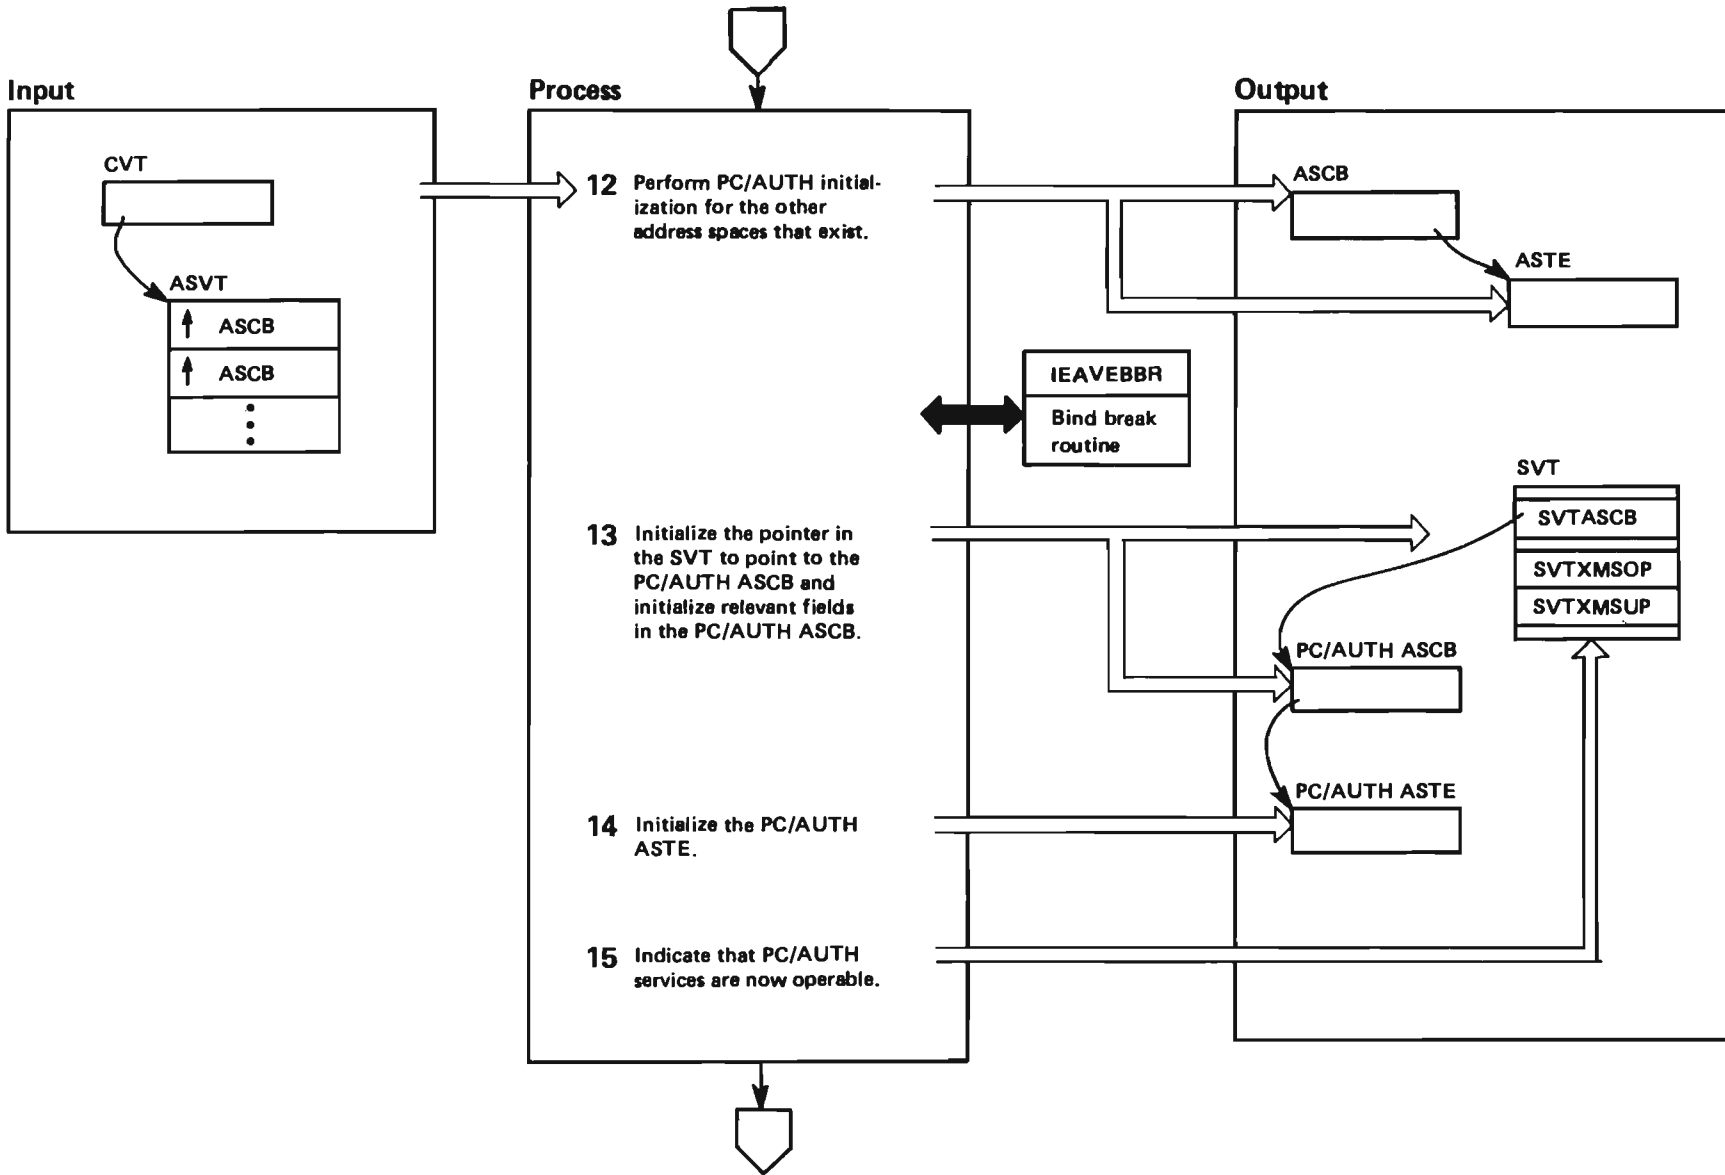 Input
CVT
ASVT
ASCB
ASCB
Process
12 Perform PC/AUTH initial-
ization for the other
address spaces that exist.
IEAVEBBR
Bind break
routine
13 Initialize the pointer in
the SVT to point to the
PC/AUTH ASCB and
initialize relevant fields
in the PC/AUTH ASCB.
14 Initialize the PC/AUTH
ASTE.
15 Indicate that PC/AUTH
services are now operable.
Output
ASCB
ASTE
SVT
SVTASCB
SVTXMSOP
SVTXMSUP
PC/AUTH ASCB
PC/AUTH ASTE